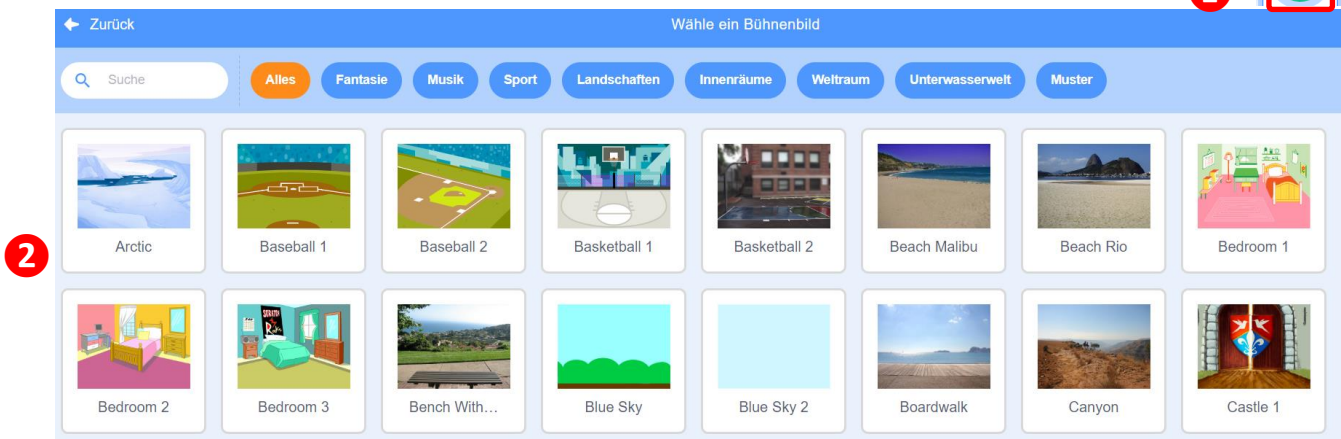 Zurück Wähle ein Bühnenbild
Suche Alles Fantasie Musik Sport Landschaften Innenräume Weltraum Unterwasserwelt Muster
Arctic Baseball 1 Baseball 2 Basketball 1 Basketball 2 Beach Malibu Beach Rio Bedroom 1
2
Bedroom 2 Bedroom 3 Bench With... Blue Sky Blue Sky 2 Boardwalk Canyon Castle 1